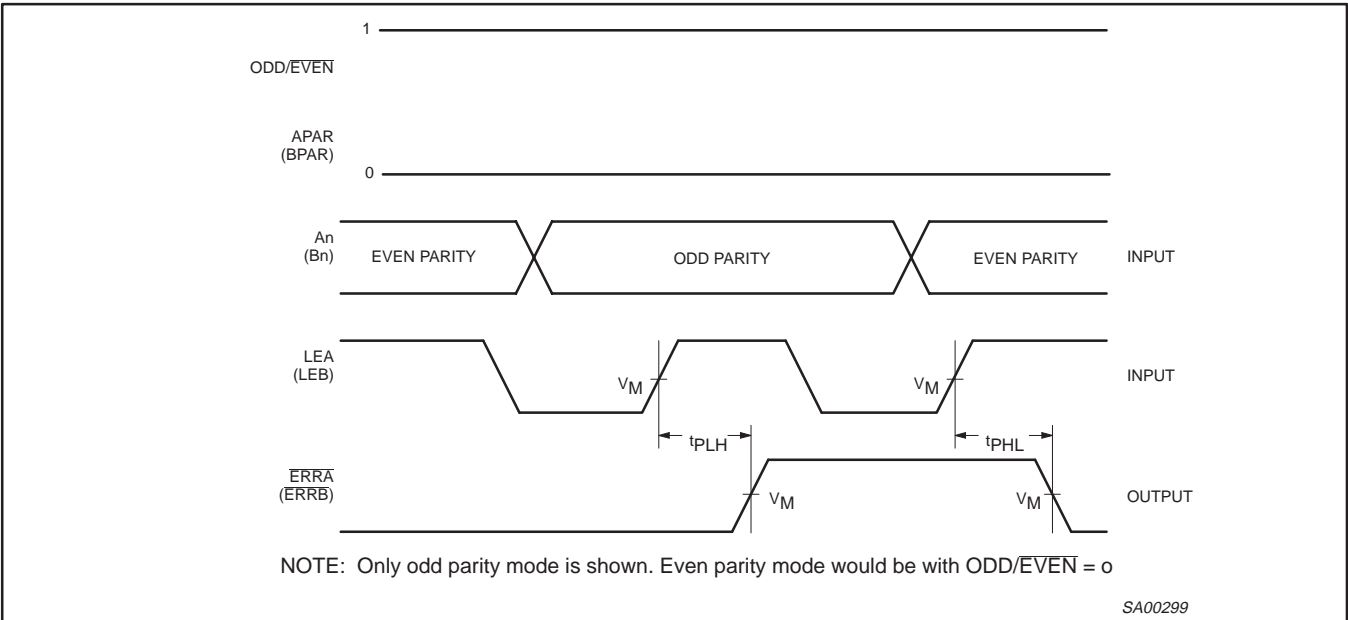 1
ODD/EVEN
APAR
(BPAR)
0
An
(Bn)
EVEN PARITY
ODD PARITY
EVEN PARITY
INPUT
LEA
(LEB)
VM
VM
INPUT
tPLH
tPHL
ERRA
(ERRB)
VM
VM
OUTPUT
NOTE: Only odd parity mode is shown. Even parity mode would be with ODD/EVEN = o
SA00299